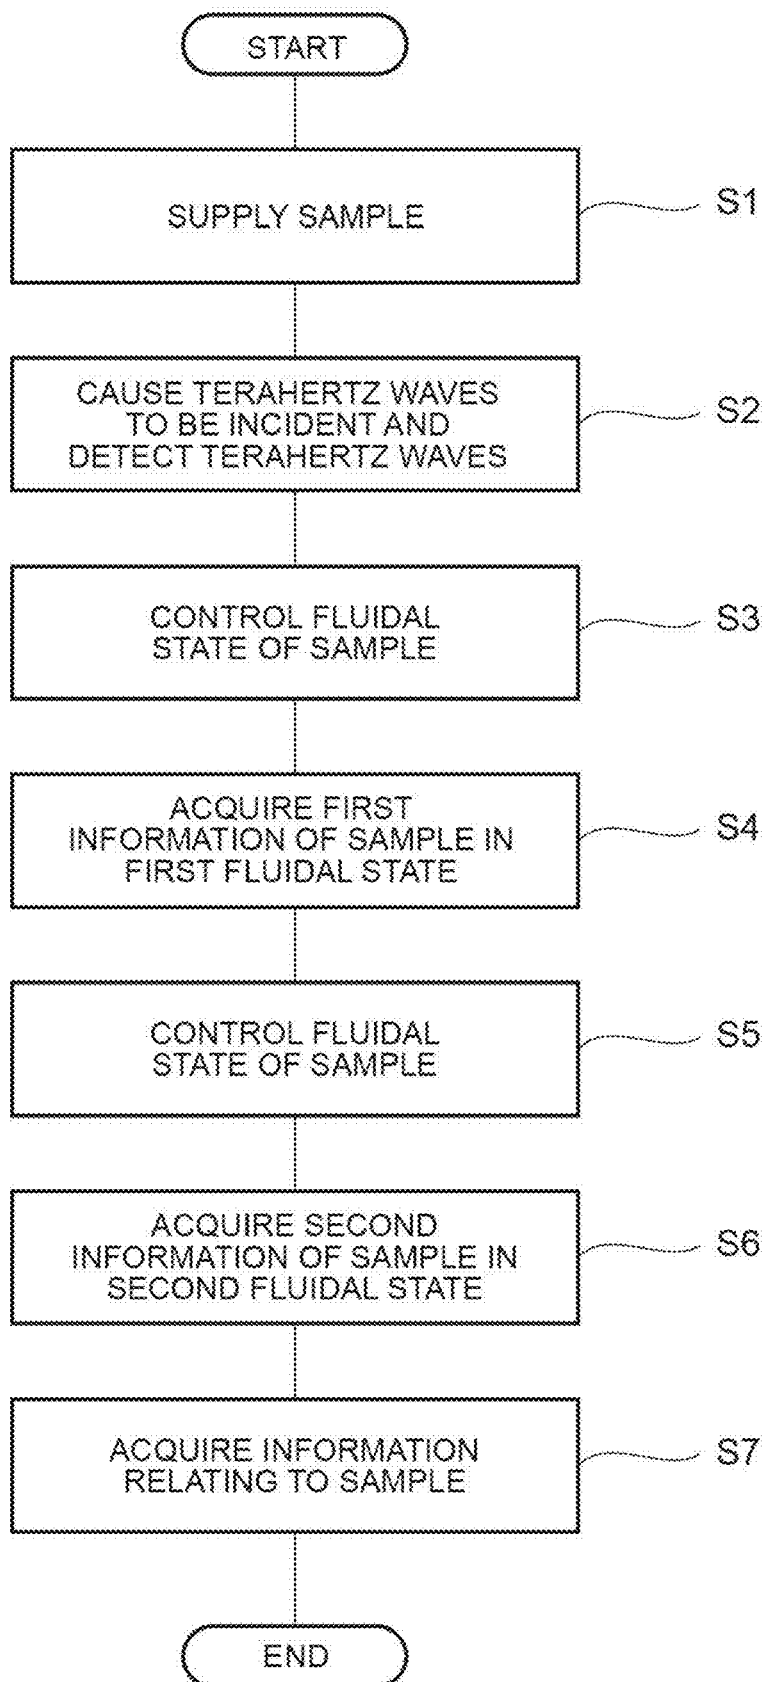 START
SUPPLY SAMPLE
S1
CAUSE TERAHERTZ WAVES
TO BE INCIDENT AND
DETECT TERAHERTZ WAVES
S2
CONTROL FLUIDAL
STATE OF SAMPLE
S3
ACQUIRE FIRST
INFORMATION OF SAMPLE IN
FIRST FLUIDAL STATE
S4
CONTROL FLUIDAL
STATE OF SAMPLE
S5
ACQUIRE SECOND
INFORMATION OF SAMPLE IN
SECOND FLUIDAL STATE
S6
ACQUIRE INFORMATION
RELATING TO SAMPLE
S7
END